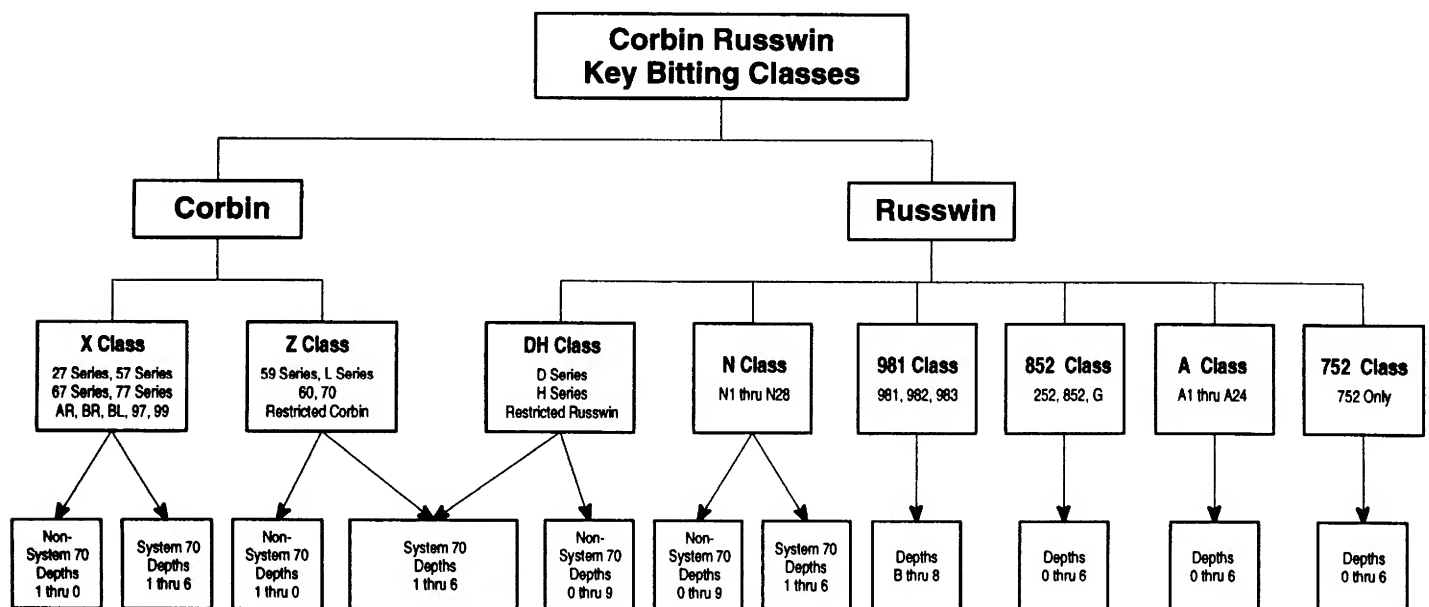 Corbin Russwin
Key Bitting Classes
Corbin
Russwin
X Class
27 Series, 57 Series
67 Series, 77 Series
AR, BR, BL, 97, 99
Z Class
59 Series, L Series
60, 70
Restricted Corbin
DH Class
D Series
H Series
Restricted Russwin
N Class
N1 thru N28
981 Class
981, 982, 983
852 Class
252, 852, G
A Class
A1 thru A24
752 Class
752 Only
Non-
System 70
Depths
1 thru 0
System 70
Depths
1 thru 6
Non-
System 70
Depths
1 thru 0
System 70
Depths
1 thru 6
Non-
System 70
Depths
0 thru 9
Non-
System 70
Depths
0 thru 9
System 70
Depths
1 thru 6
Depths
B thru 8
Depths
0 thru 6
Depths
0 thru 6
Depths
0 thru 6